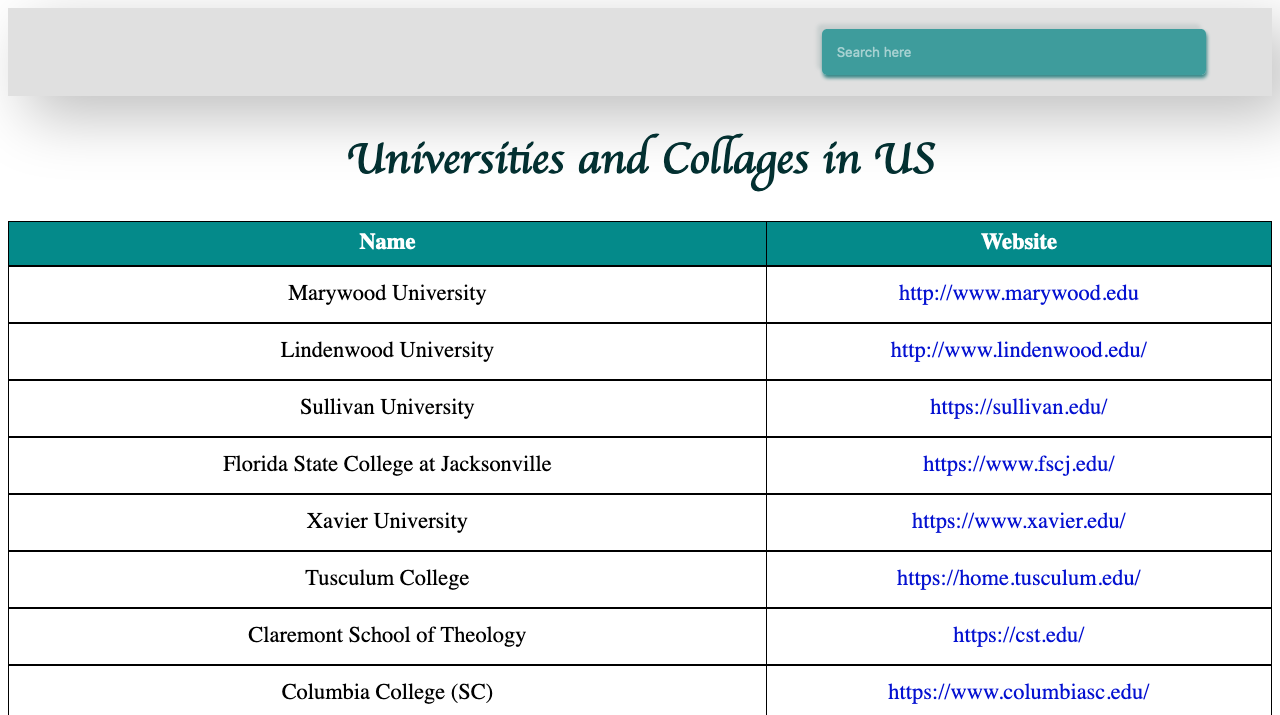 Search here
Universities and Collages in US
Name Website
Marywood University http://www.marywood.edu
Lindenwood University http://www.lindenwood.edu/
Sullivan University https://sullivan.edu/
Florida State College at Jacksonville https://www.fscj.edu/
Xavier University https://www.xavier.edu/
Tusculum College https://home.tusculum.edu/
Claremont School of Theology https://cst.edu/
Columbia College (SC) https://www.columbiasc.edu/